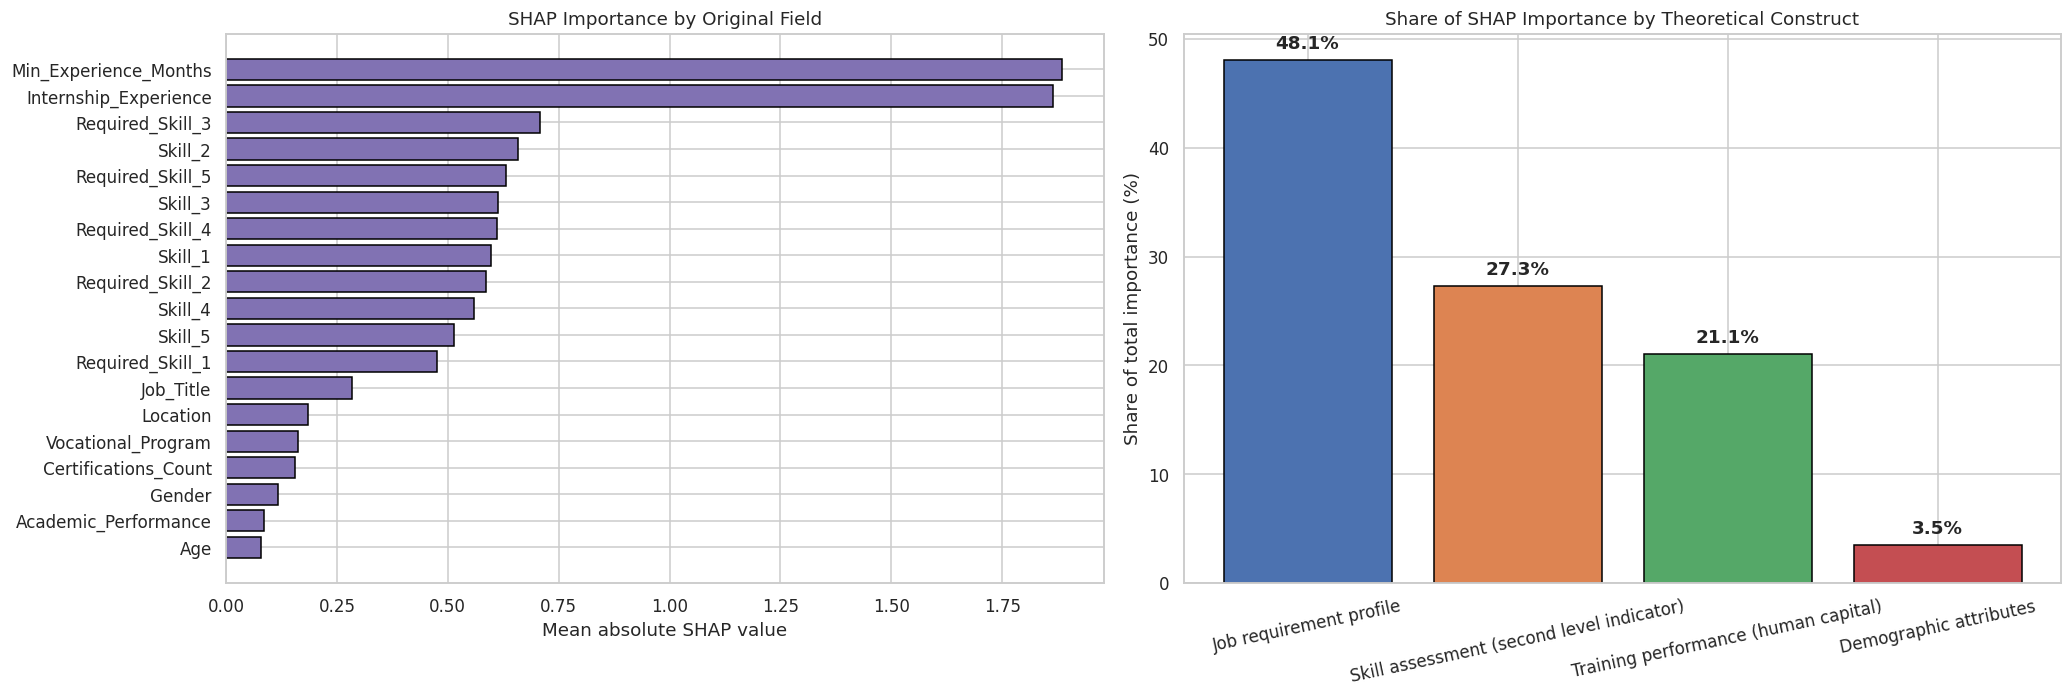 SHAP Importance by Original Field
Min_Experience_Months
Internship_Experience
Required_Skill_3
Skill_2
Required_Skill_5
Skill_3
Required_Skill_4
Skill_1
Required_Skill_2
Skill_4
Skill_5
Required_Skill_1
Job_Title
Location
Vocational_Program
Certifications_Count
Gender
Academic_Performance
Age
0.00 0.25 0.50 0.75 1.00 1.25 1.50 1.75
Mean absolute SHAP value
Share of SHAP Importance by Theoretical Construct
Share of total importance (%)
50
40
30
20
10
0
48.1%
27.3%
21.1%
3.5%
Job requirement profile
Skill assessment (second level indicator)
Training performance (human capital)
Demographic attributes